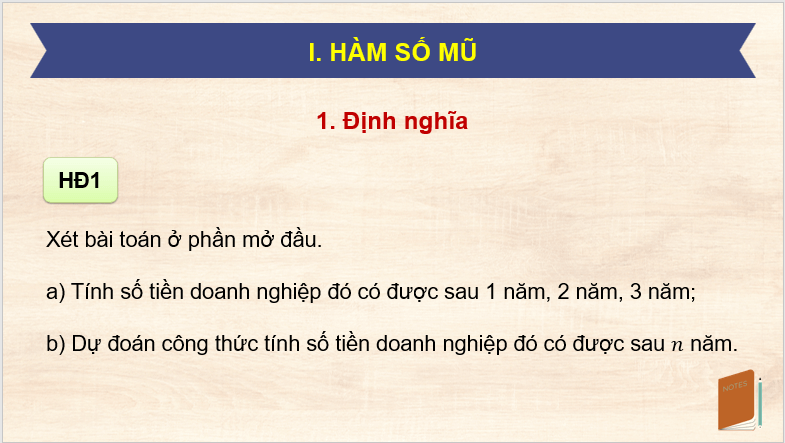 I. HÀM SỐ MŨ
1. Định nghĩa
HĐ1
Xét bài toán ở phần mở đầu.
a) Tính số tiền doanh nghiệp đó có được sau 1 năm, 2 năm, 3 năm;
b) Dự đoán công thức tính số tiền doanh nghiệp đó có được sau n năm.
NOTES